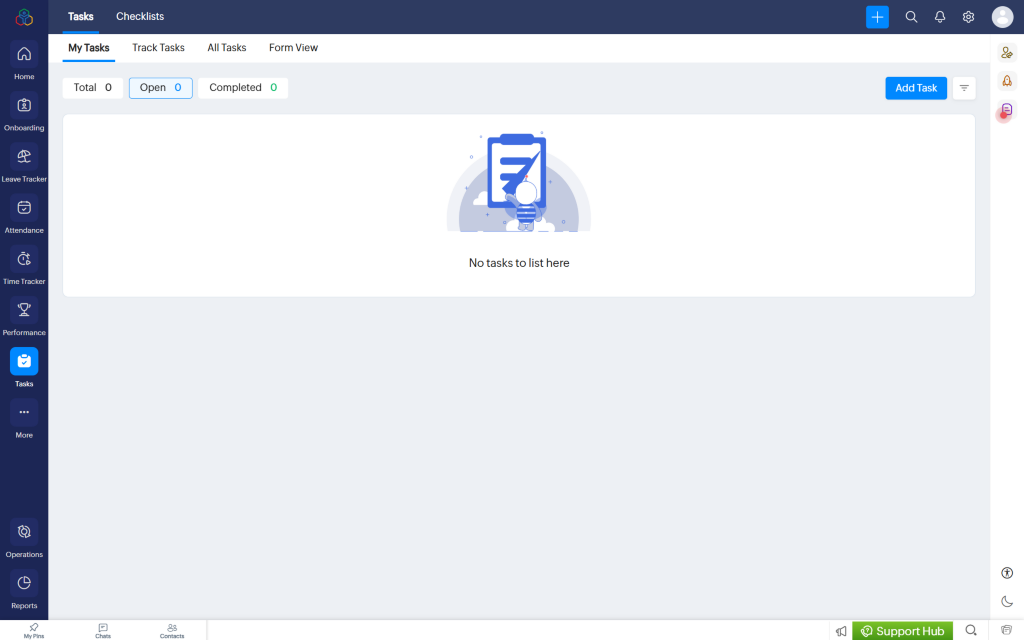 Tasks
Checklists
My Tasks
Track Tasks
All Tasks
Form View
Total 0
Open 0
Completed 0
Add Task
No tasks to list here
Home
Onboarding
Leave Tracker
Attendance
Time Tracker
Performance
Tasks
More
Operations
Reports
My Pins
Chats
Contacts
Support Hub